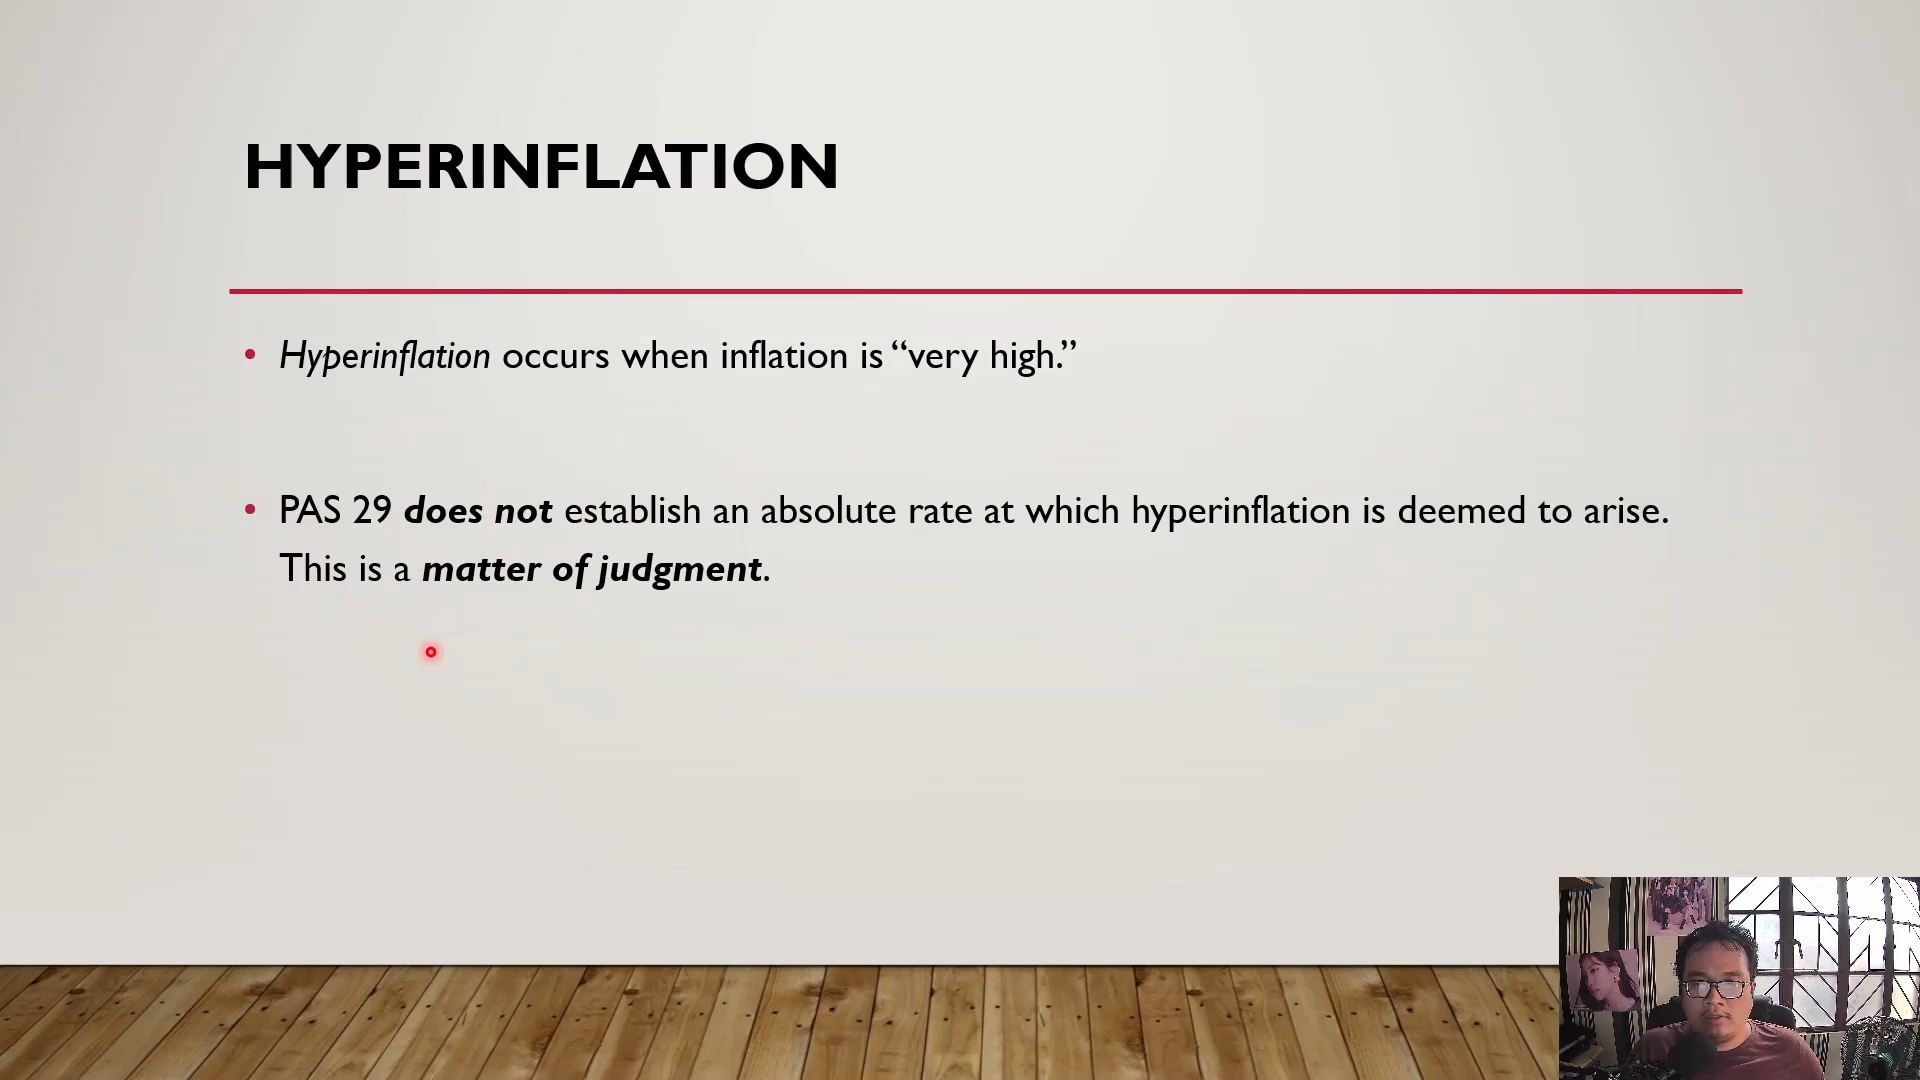 HYPERINFLATION
• Hyperinflation occurs when inflation is “very high.”
• PAS 29 does not establish an absolute rate at which hyperinflation is deemed to arise.
This is a matter of judgment.